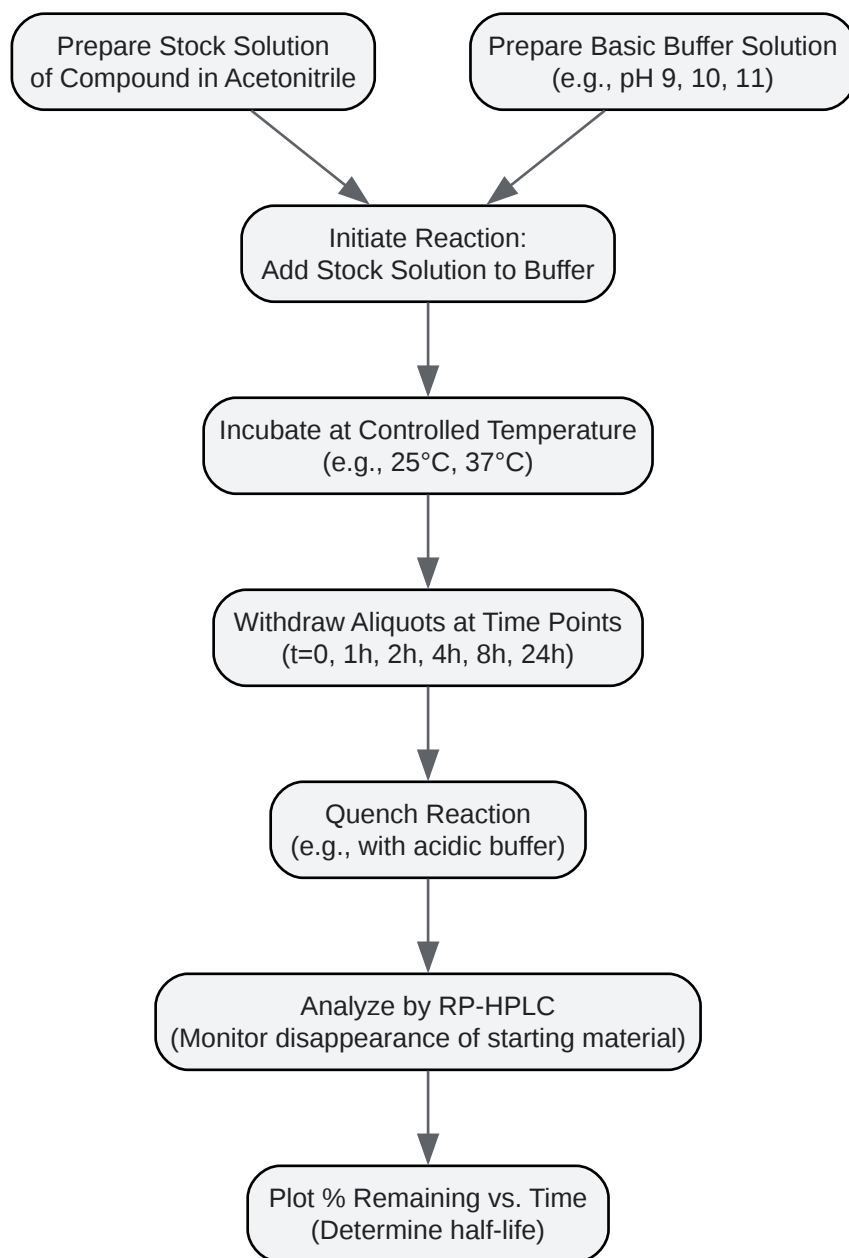 Prepare Stock Solution
of Compound in Acetonitrile
Prepare Basic Buffer Solution
(e.g., pH 9, 10, 11)
Initiate Reaction:
Add Stock Solution to Buffer
Incubate at Controlled Temperature
(e.g., 25°C, 37°C)
Withdraw Aliquots at Time Points
(t=0, 1h, 2h, 4h, 8h, 24h)
Quench Reaction
(e.g., with acidic buffer)
Analyze by RP-HPLC
(Monitor disappearance of starting material)
Plot % Remaining vs. Time
(Determine half-life)